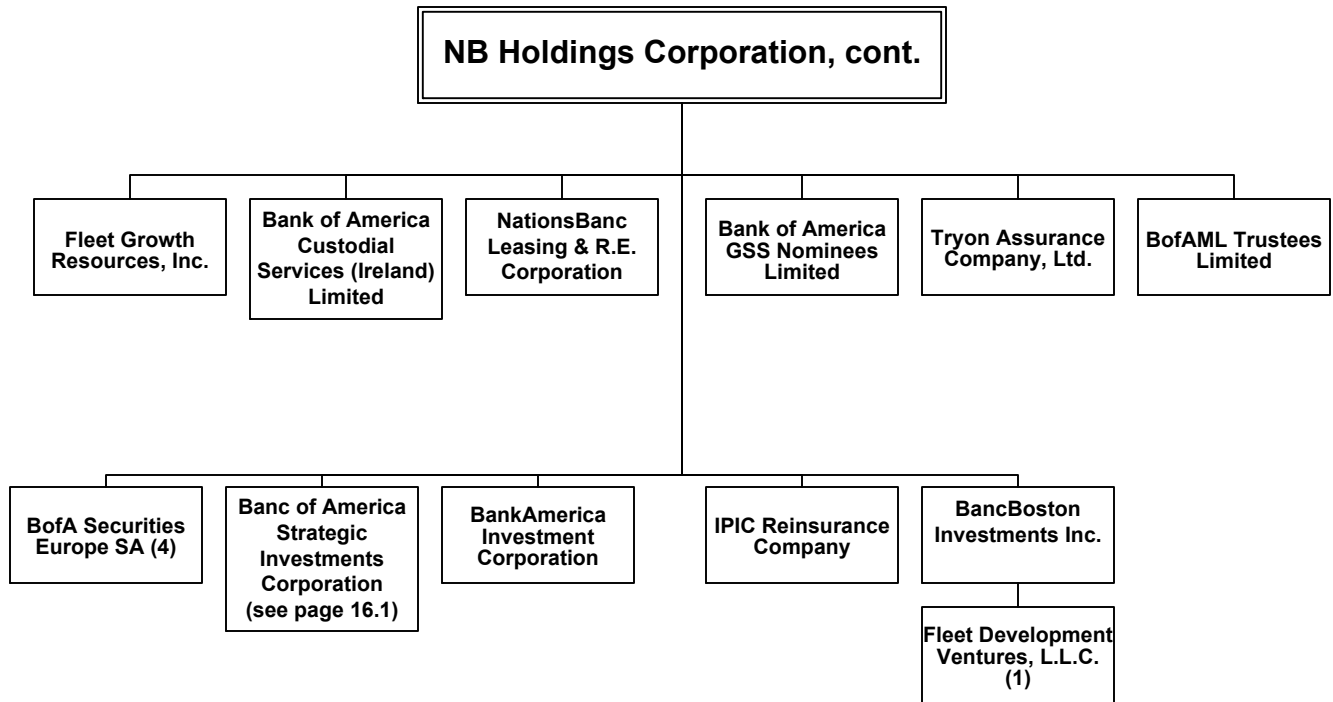 NB Holdings Corporation, cont.
Fleet Growth
Resources, Inc.
Bank of America
Custodial
Services (Ireland)
Limited
NationsBanc
Leasing & R.E.
Corporation
Bank of America
GSS Nominees
Limited
Tryon Assurance
Company, Ltd.
BofAML Trustees
Limited
BofA Securities
Europe SA (4)
Banc of America
Strategic
Investments
Corporation
(see page 16.1)
BankAmerica
Investment
Corporation
IPIC Reinsurance
Company
BancBoston
Investments Inc.
Fleet Development
Ventures, L.L.C.
(1)